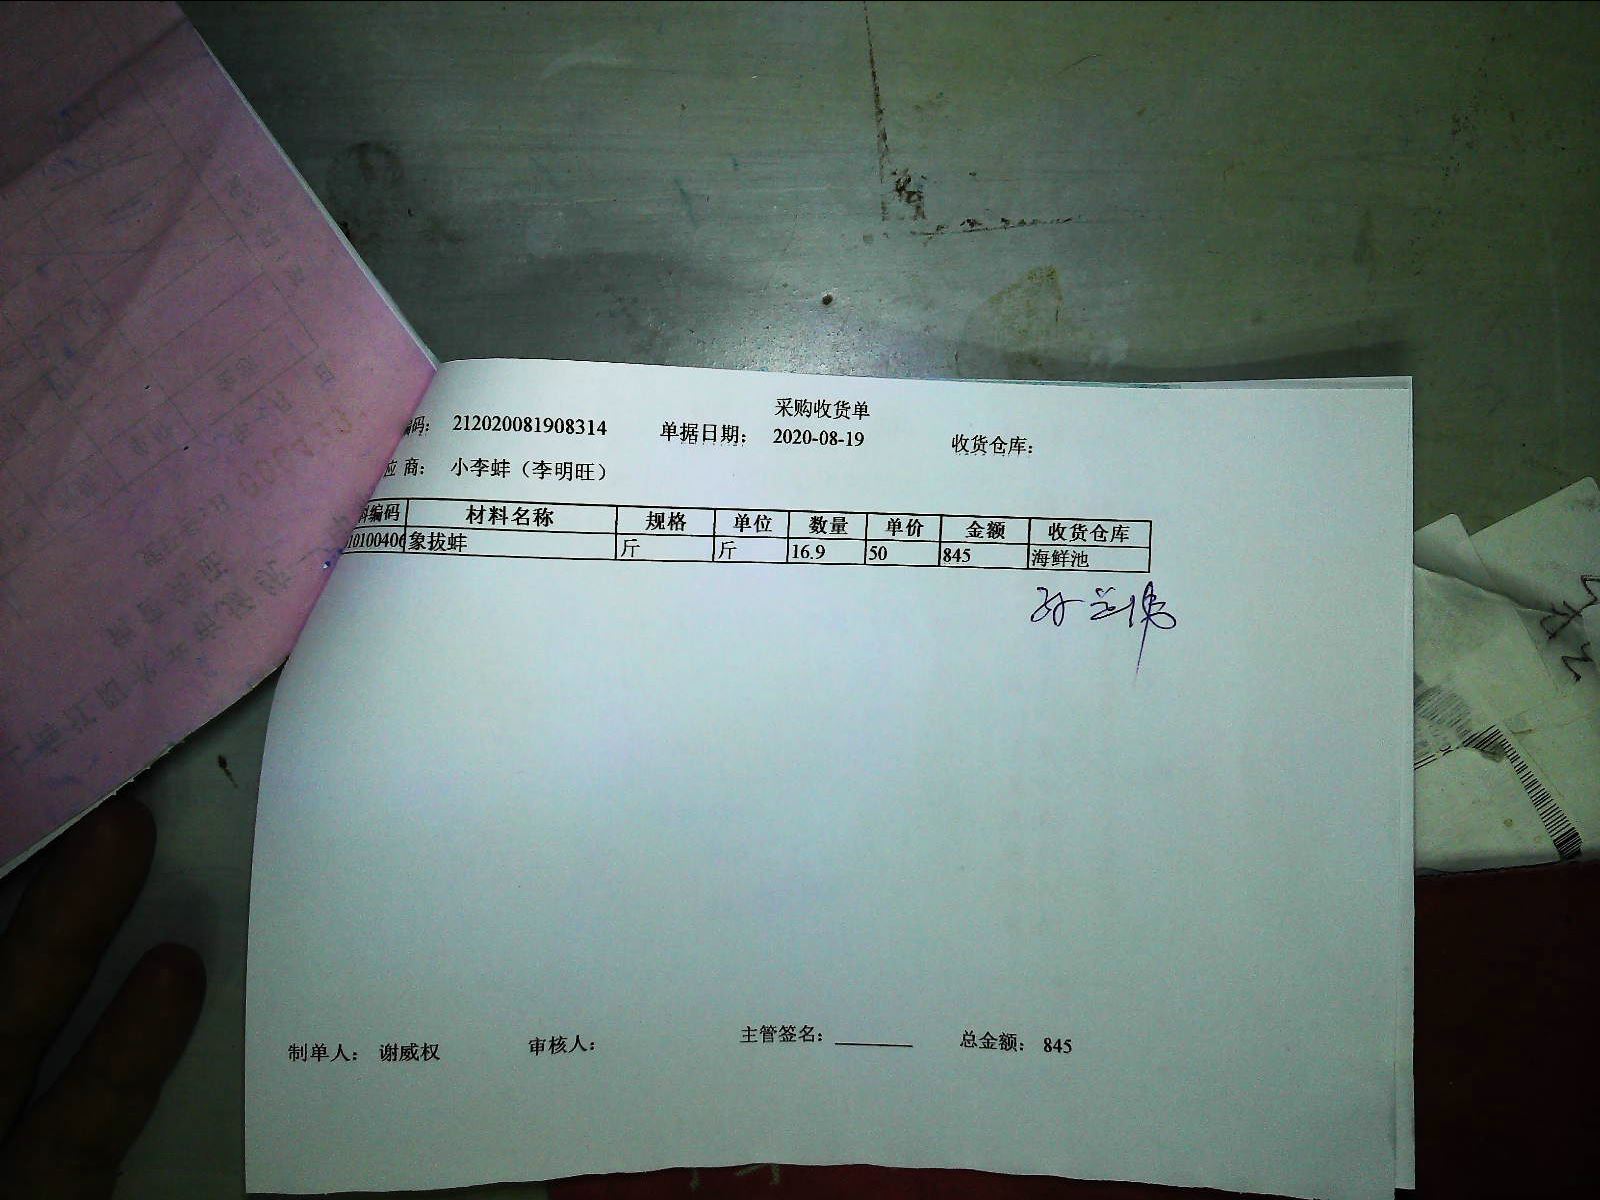 采购收货单
编码： 212020081908314 单据日期： 2020-08-19 收货仓库：
应商： 小李蚌（李明旺）
料编码 材料名称 规格 单位 数量 单价 金额 收货仓库
10100406 象拔蚌 斤 斤 16.9 50 845 海鲜池
制单人： 谢威权 审核人： 主管签名： 总金额： 845